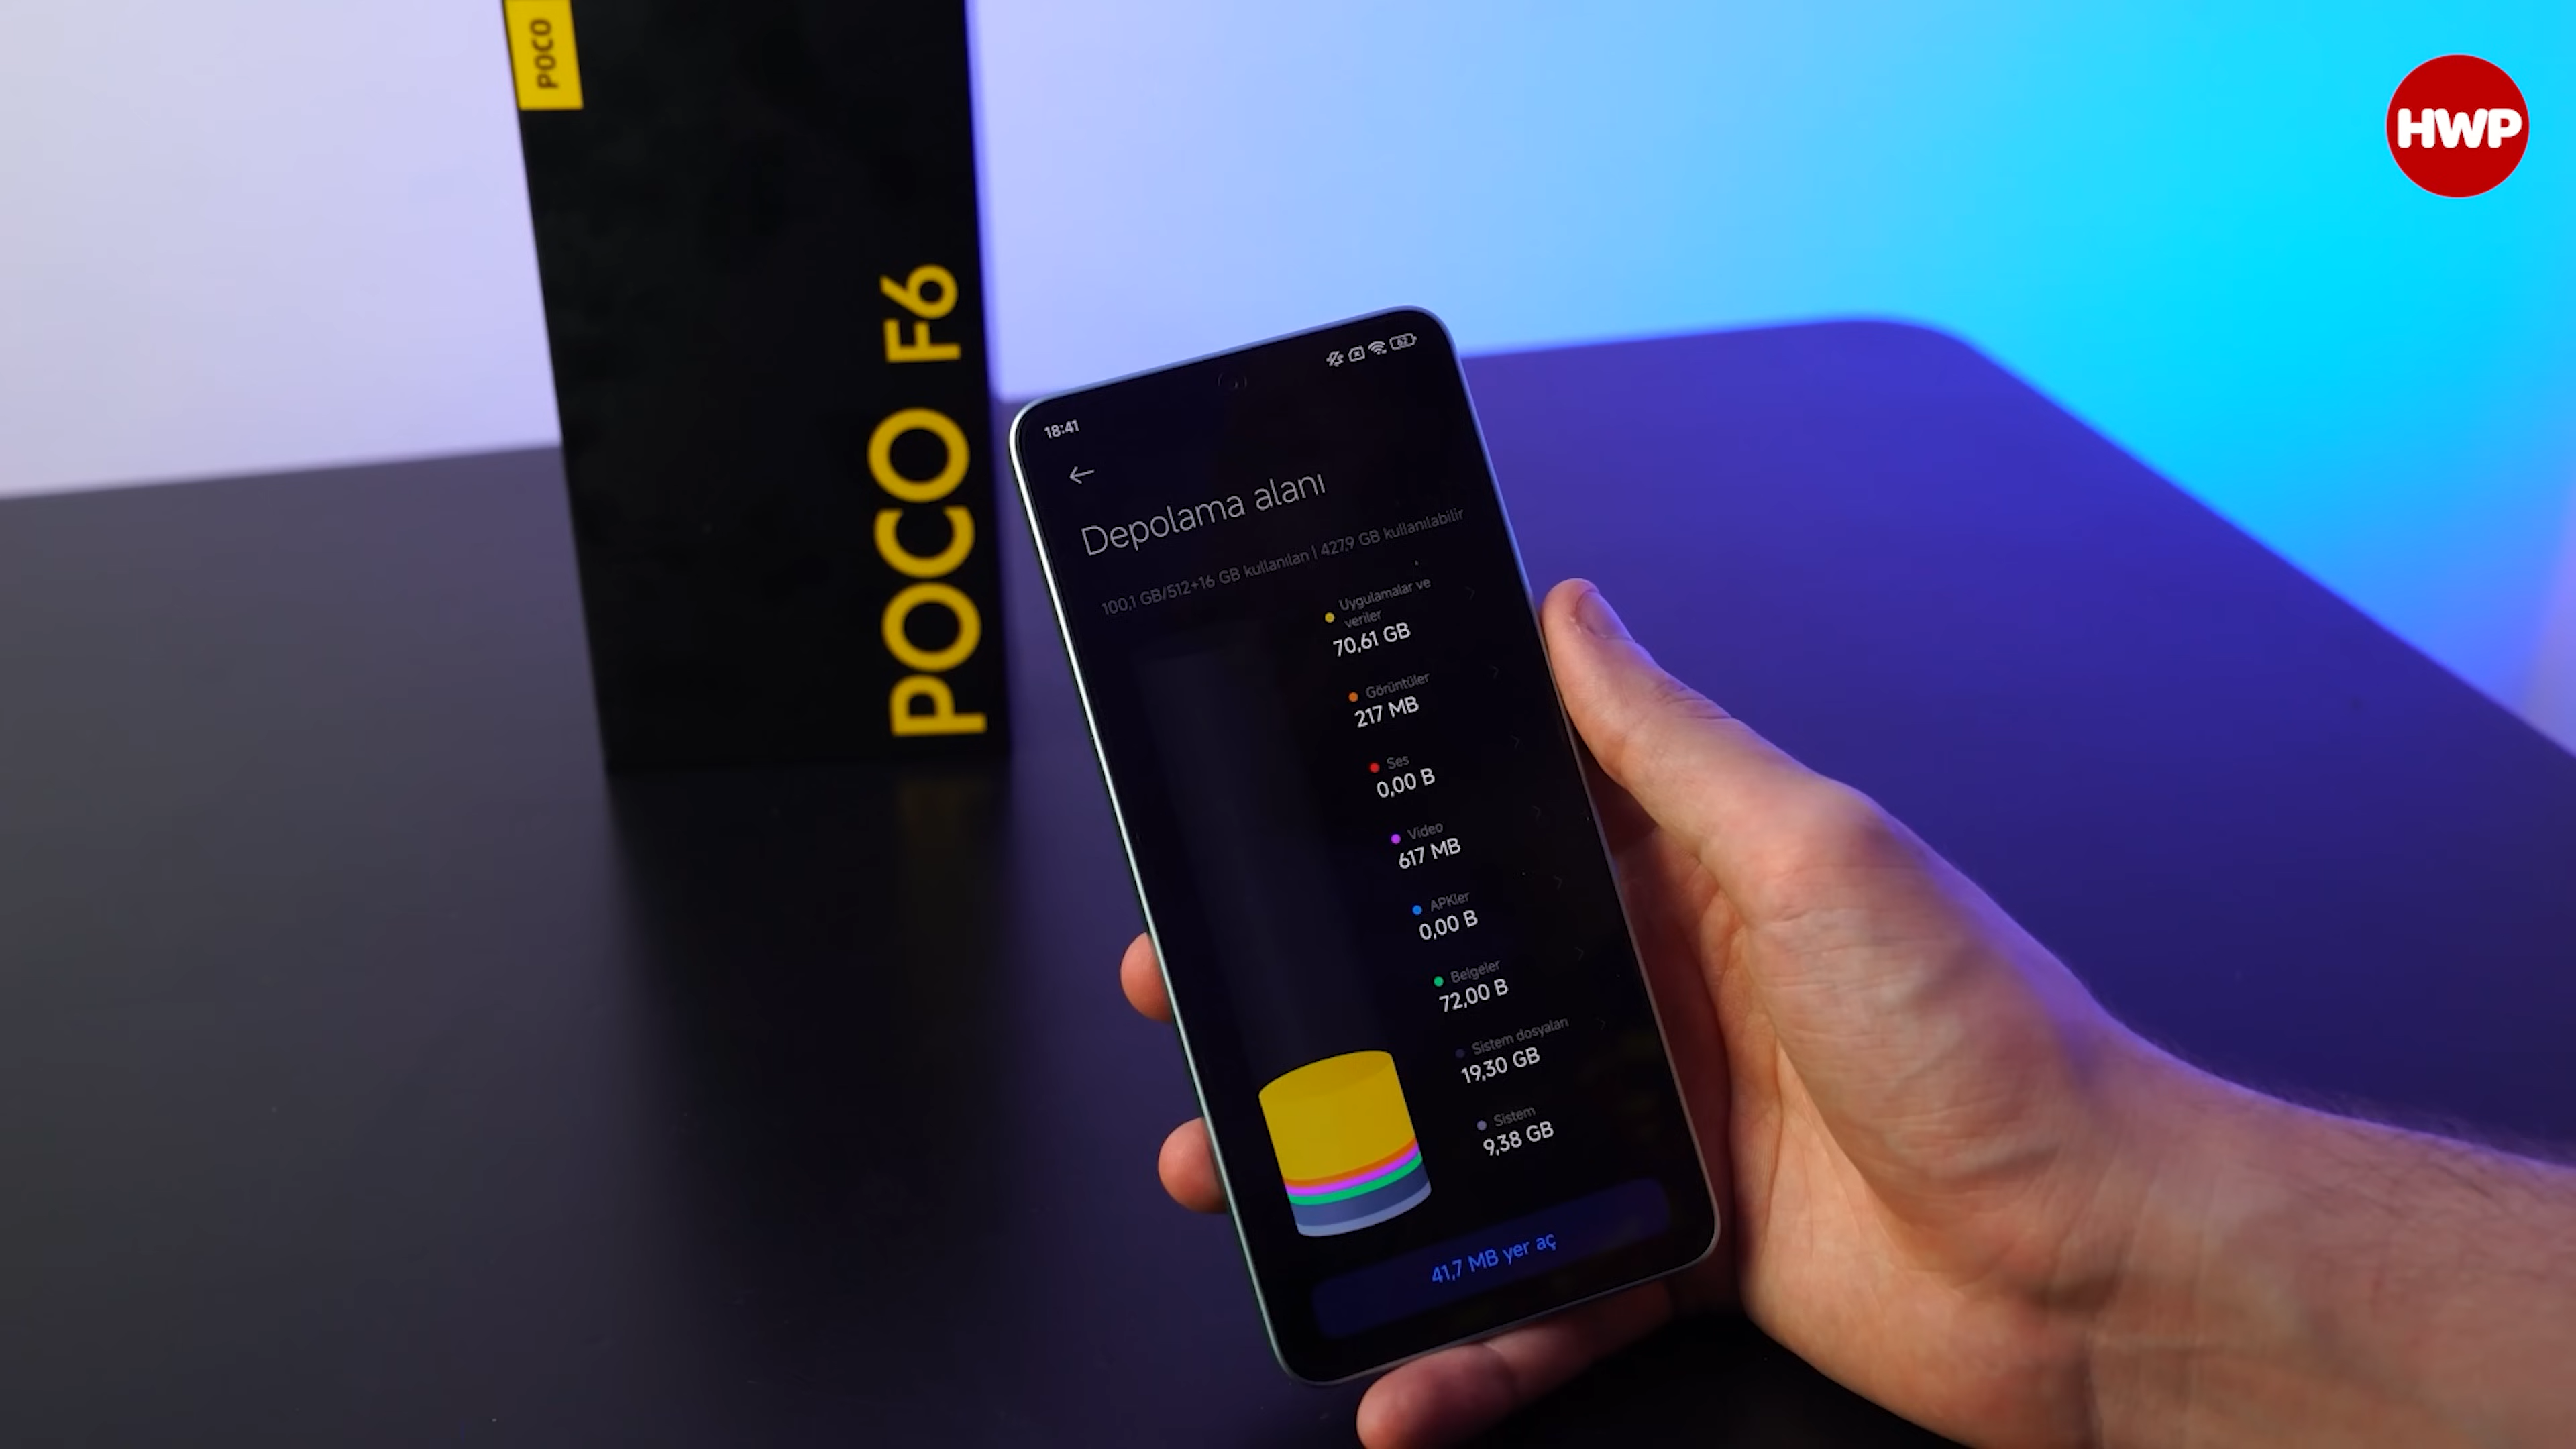 POCO
POCO F6
HWP
62
18:41
Depolama alanı
100,1 GB/512+16 GB kullanılan | 427,9 GB kullanılabilir
Uygulamalar ve
veriler
70,61 GB
Görüntüler
217 MB
Ses
0,00 B
Video
617 MB
APKler
0,00 B
Belgeler
72,00 B
Sistem dosyaları
19,30 GB
Sistem
9,38 GB
41,7 MB yer aç